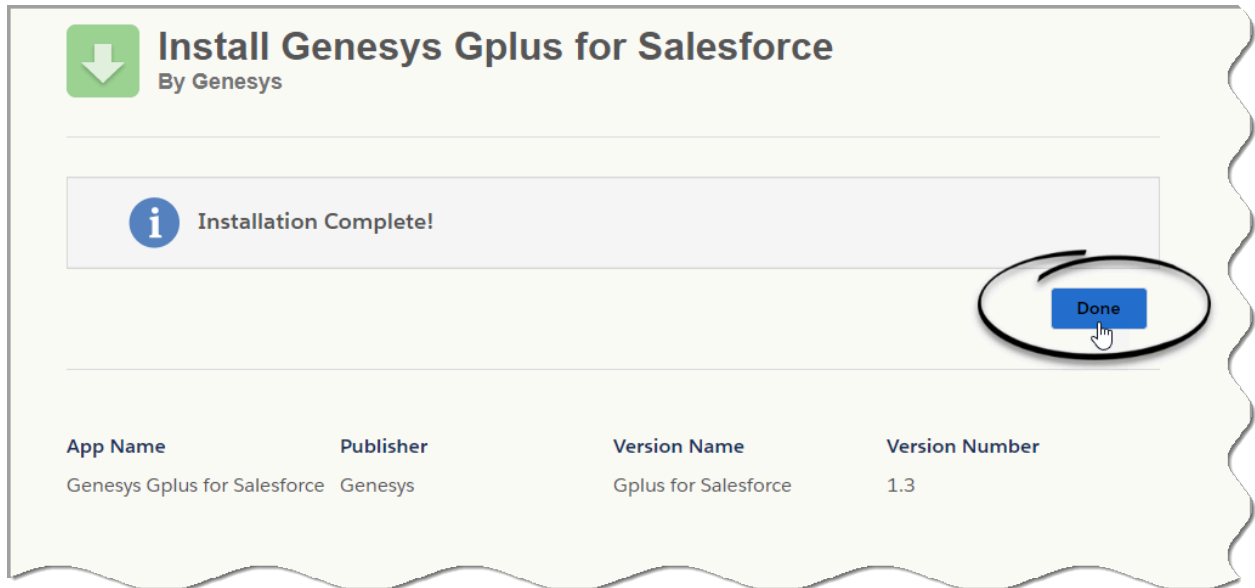 Install Genesys Gplus for Salesforce
By Genesys
Installation Complete!
Done
App Name Publisher Version Name Version Number
Genesys Gplus for Salesforce Genesys Gplus for Salesforce 1.3